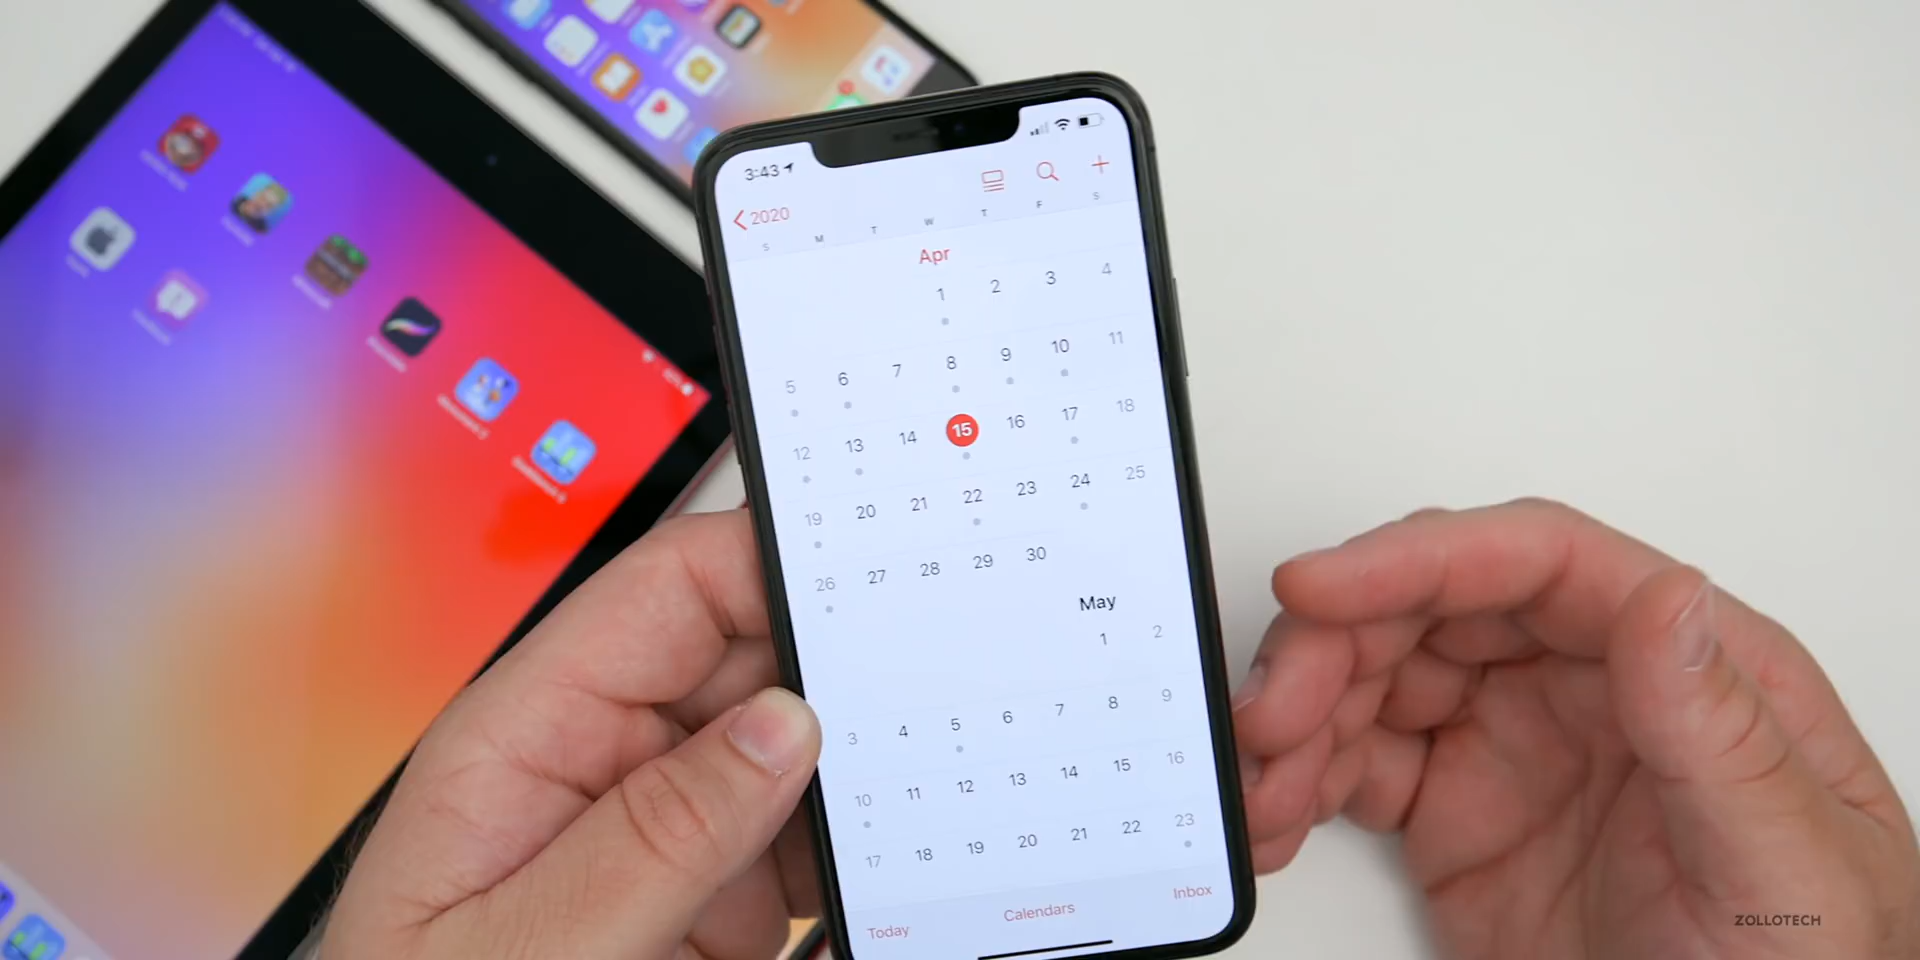 3:43
2020
S M T W T F S
Apr
1 2 3 4
5 6 7 8 9 10 11
12 13 14 15 16 17 18
19 20 21 22 23 24 25
26 27 28 29 30
May
1 2
3 4 5 6 7 8 9
10 11 12 13 14 15 16
17 18 19 20 21 22 23
Today Calendars Inbox
ZOLLOTECH